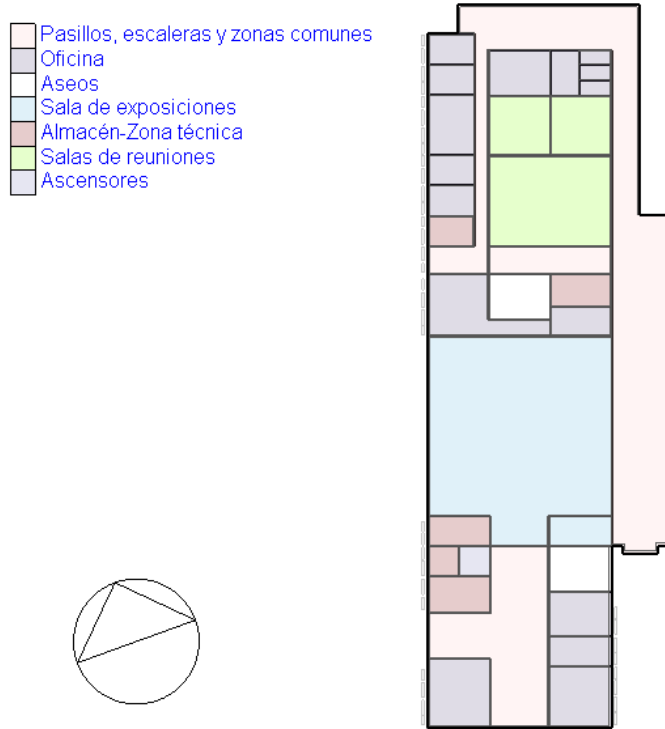 Pasillos, escaleras y zonas comunes
Oficina
Aseos
Sala de exposiciones
Almacén-Zona técnica
Salas de reuniones
Ascensores